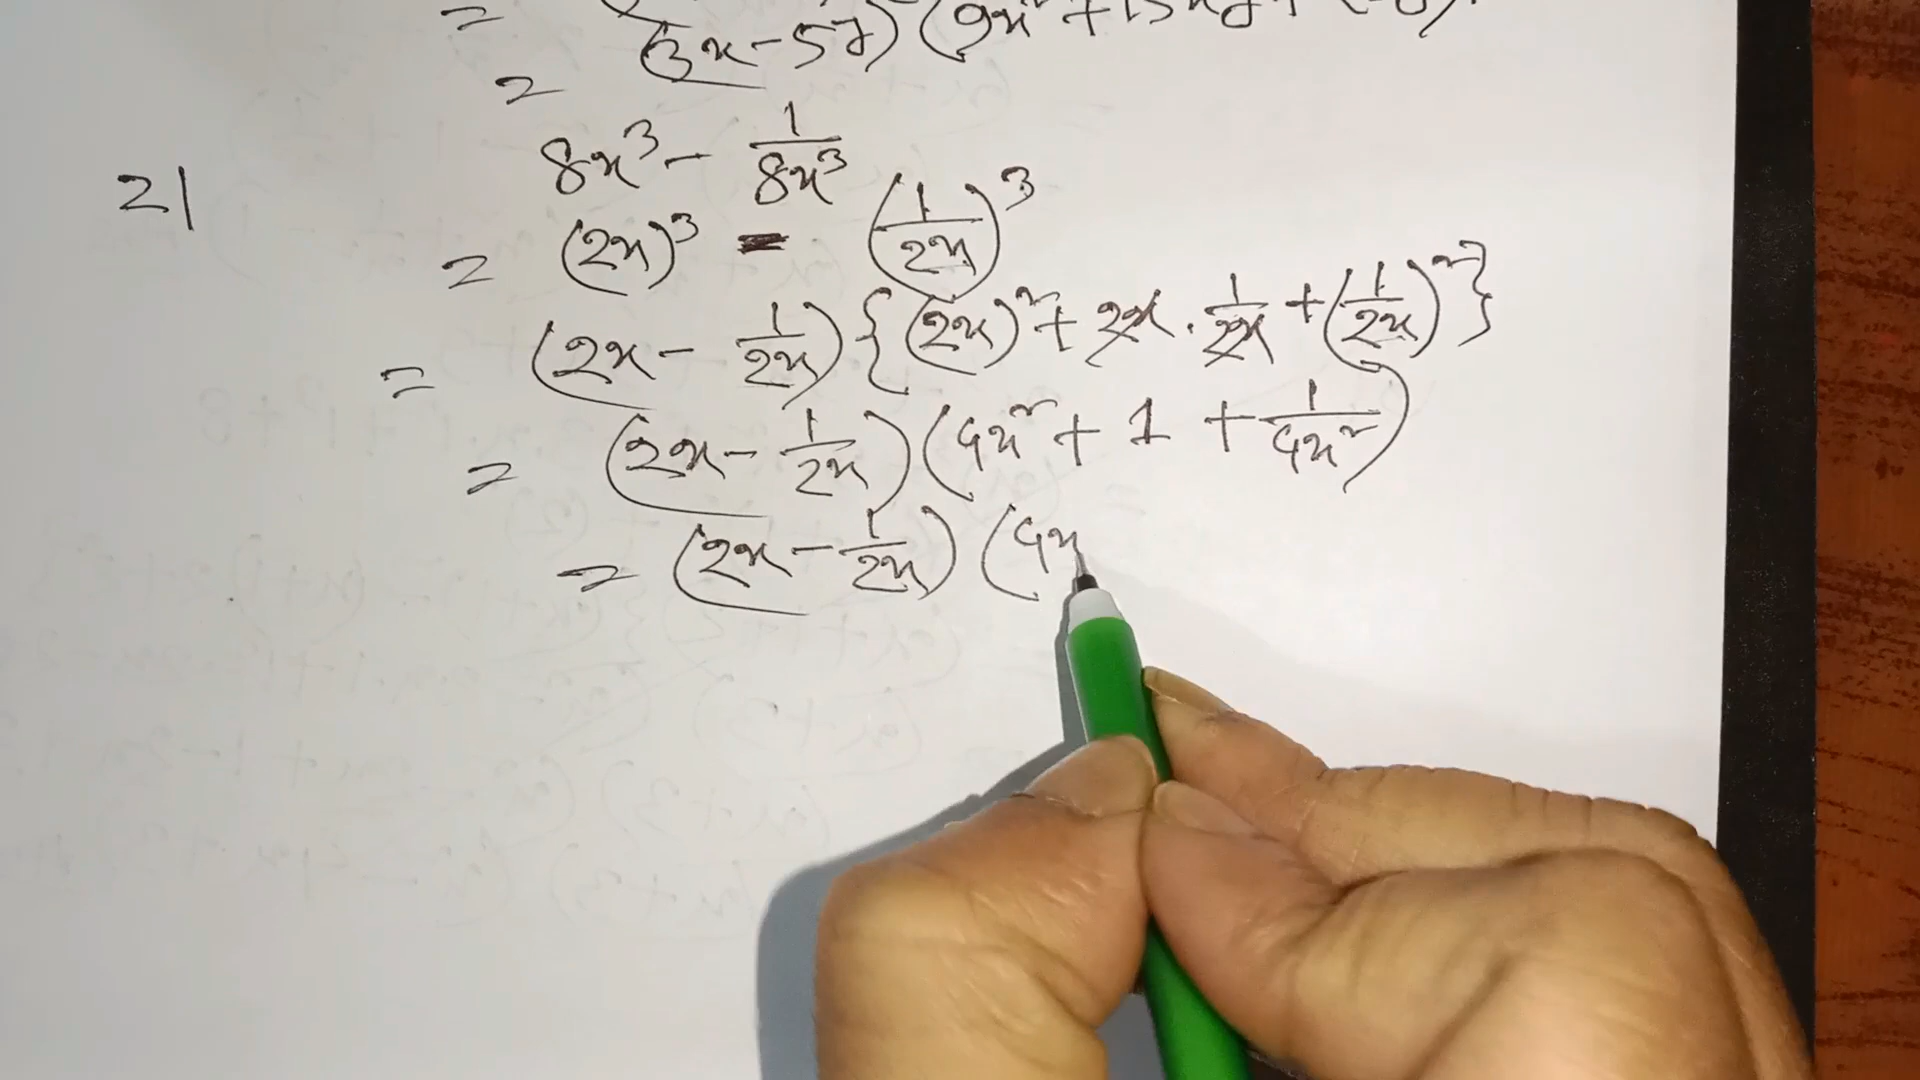 = (3x-5y)(9x²+15xy+
=
21 8x³ - 1/8x³
= (2x)³ - (1/2x)³
= (2x - 1/2x){(2x)² + 2x . 1/2x + (1/2x)²}
= (2x - 1/2x)(4x² + 1 + 1/4x²)
= (2x - 1/2x)(4x